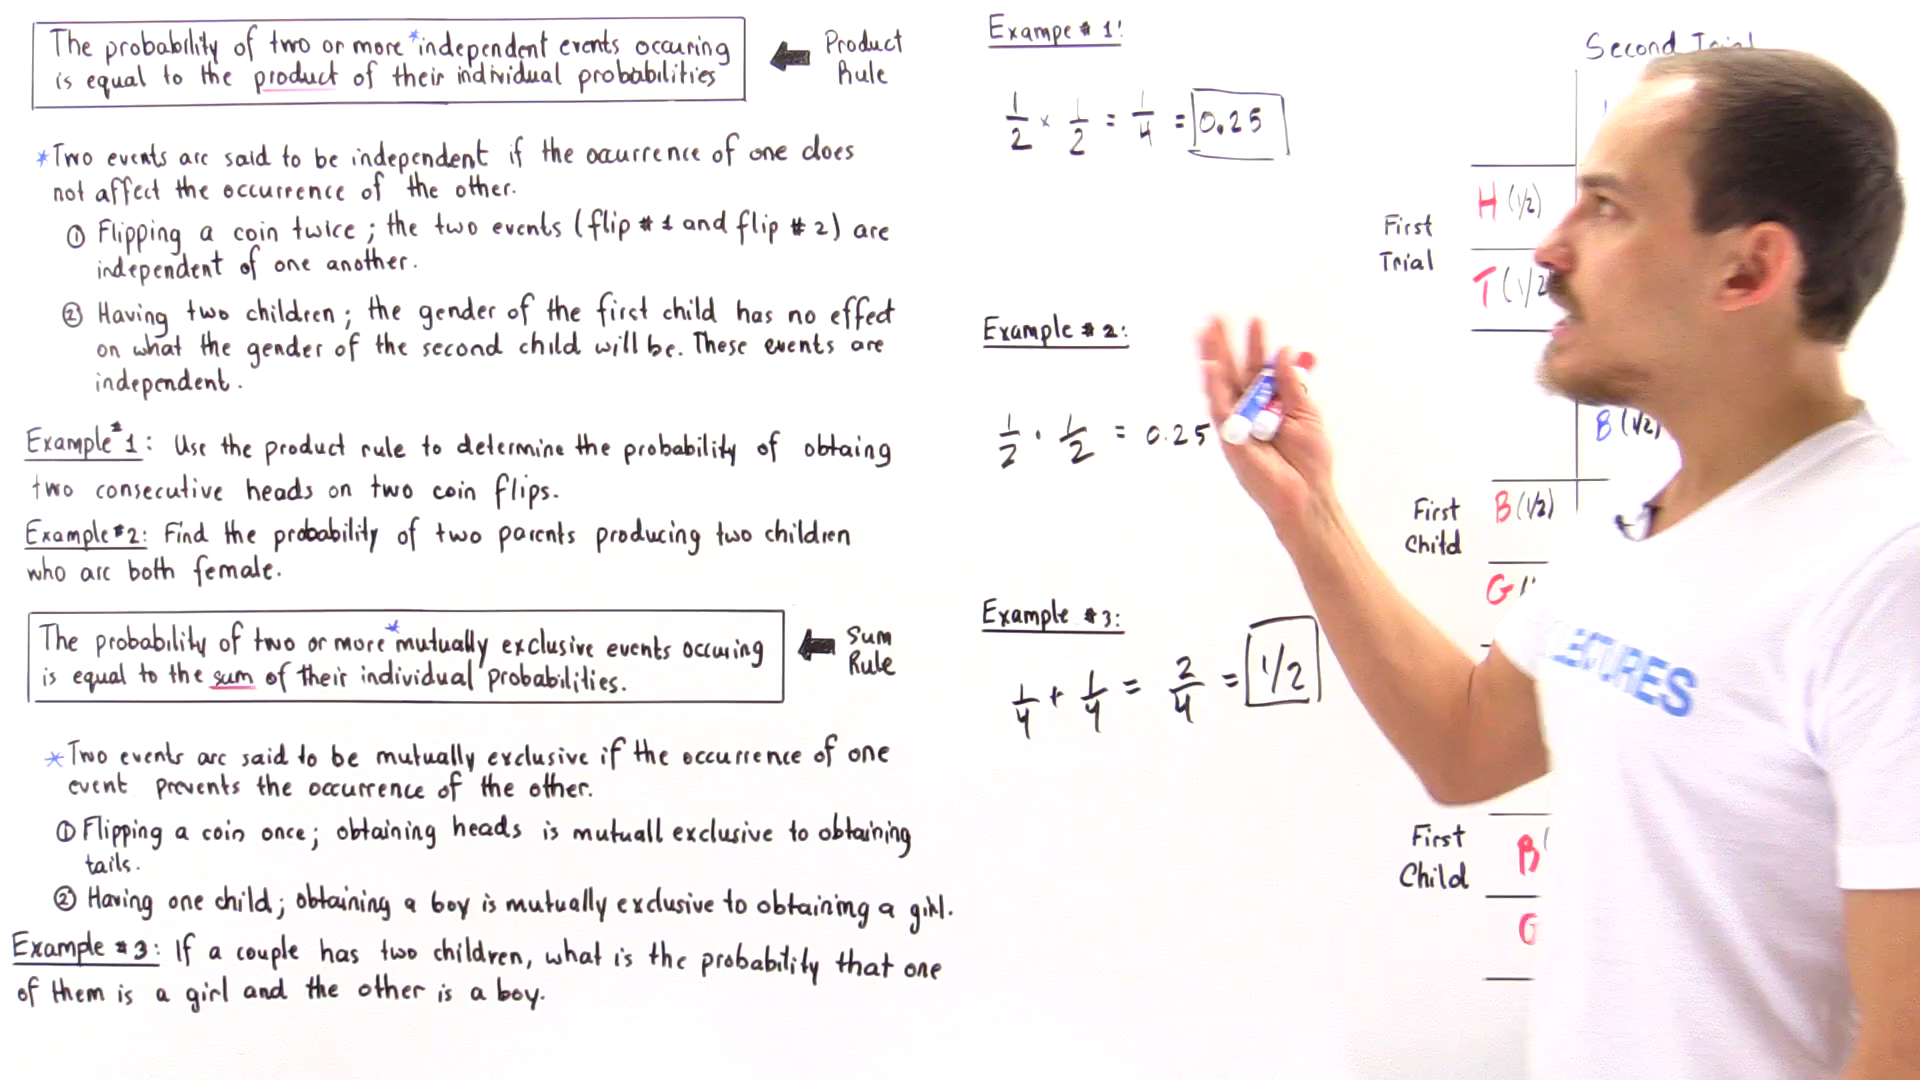 The probability of two or more *independent events occuring
is equal to the product of their individual probabilities
Product
Rule
*Two events are said to be independent if the ocurrence of one does
not affect the occurrence of the other.
① Flipping a coin twice; the two events (flip #1 and flip #2) are
independent of one another.
② Having two children; the gender of the first child has no effect
on what the gender of the second child will be. These events are
independent.
Example #1: Use the product rule to determine the probability of obtaing
two consecutive heads on two coin flips.
Example #2: Find the probability of two parents producing two children
who are both female.
The probability of two or more *mutually exclusive events occuring
is equal to the sum of their individual probabilities.
Sum
Rule
*Two events are said to be mutually exclusive if the occurrence of one
event prevents the occurrence of the other.
① Flipping a coin once; obtaining heads is mutuall exclusive to obtaining
tails.
② Having one child; obtaining a boy is mutually exclusive to obtaining a girl.
Example #3: If a couple has two children, what is the probability that one
of them is a girl and the other is a boy.
Exampe #1:
1/2 × 1/2 = 1/4 = 0.25
Example #2:
1/2 · 1/2 = 0.25
Example #3:
1/4 + 1/4 = 2/4 = 1/2
Second Trial
First
Trial
H (1/2)
T (1/2
B (1/2)
First
Child
B (1/2)
G
First
Child
B
G
LECTURES